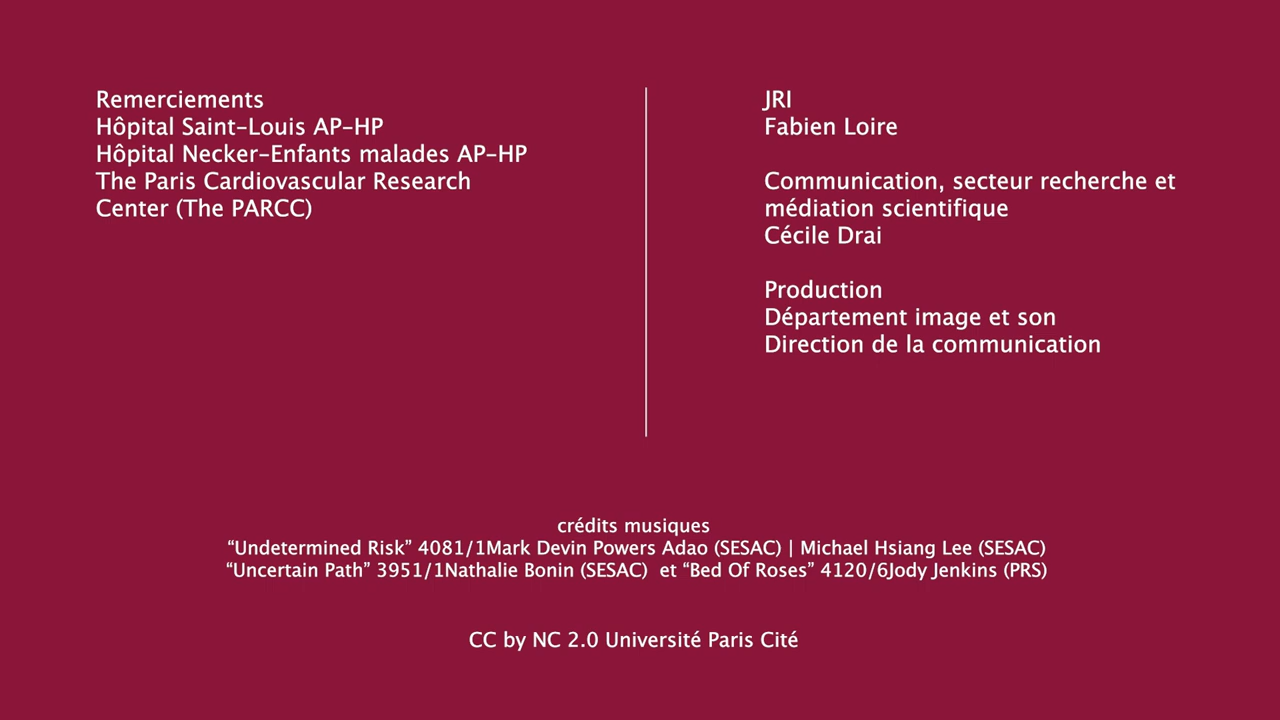 Remerciements
Hôpital Saint-Louis AP-HP
Hôpital Necker-Enfants malades AP-HP
The Paris Cardiovascular Research
Center (The PARCC)
JRI
Fabien Loire
Communication, secteur recherche et
médiation scientifique
Cécile Drai
Production
Département image et son
Direction de la communication
crédits musiques
“Undetermined Risk” 4081/1Mark Devin Powers Adao (SESAC) | Michael Hsiang Lee (SESAC)
“Uncertain Path” 3951/1Nathalie Bonin (SESAC)  et “Bed Of Roses” 4120/6Jody Jenkins (PRS)
CC by NC 2.0 Université Paris Cité